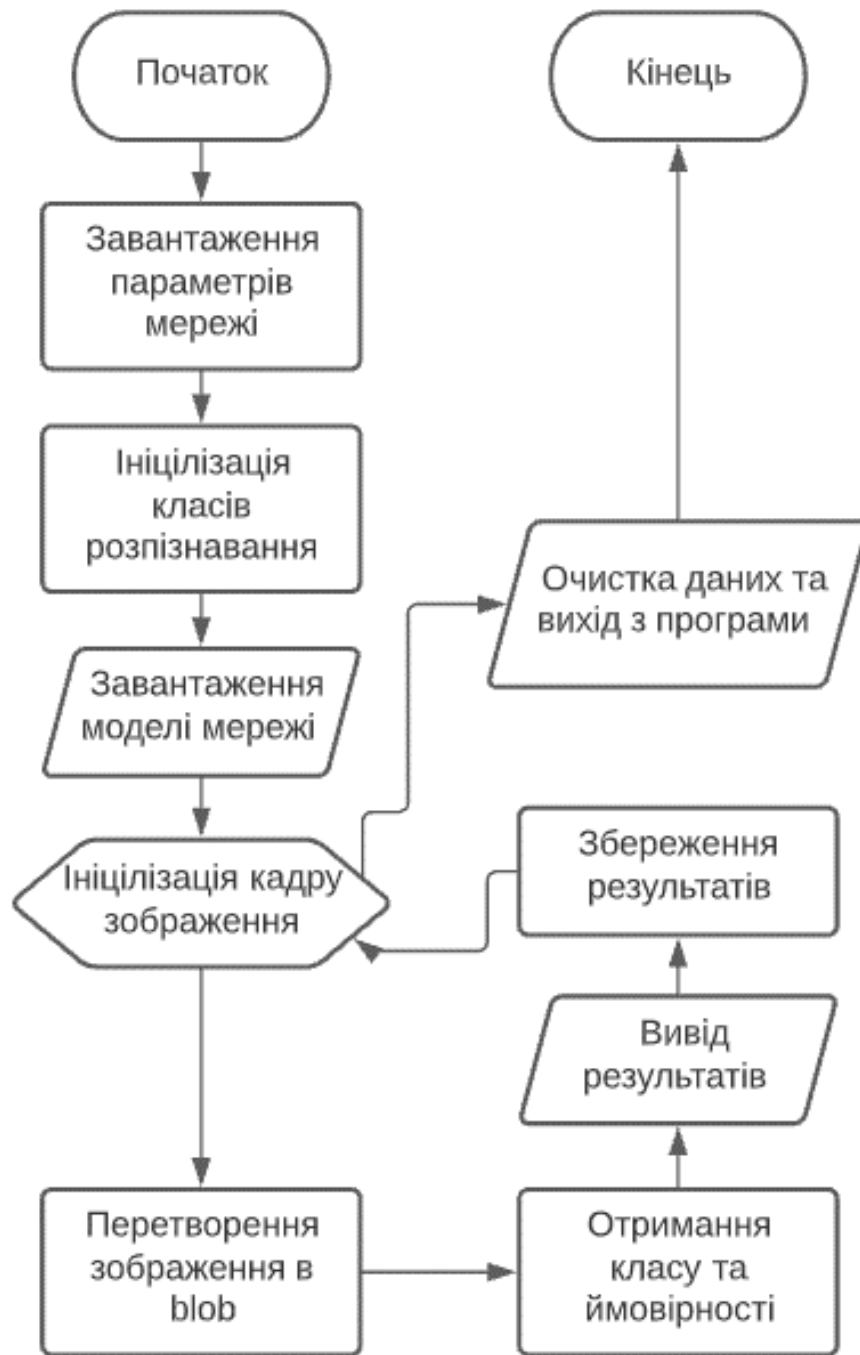 Початок
Завантаження
параметрів
мережі
Ініцілізація
класів
розпізнавання
Завантаження
моделі мережі
Ініцілізація кадру
зображення
Перетворення
зображення в
blob
Отримання
класу та
ймовірності
Вивід
результатів
Збереження
результатів
Очистка даних та
вихід з програми
Кінець